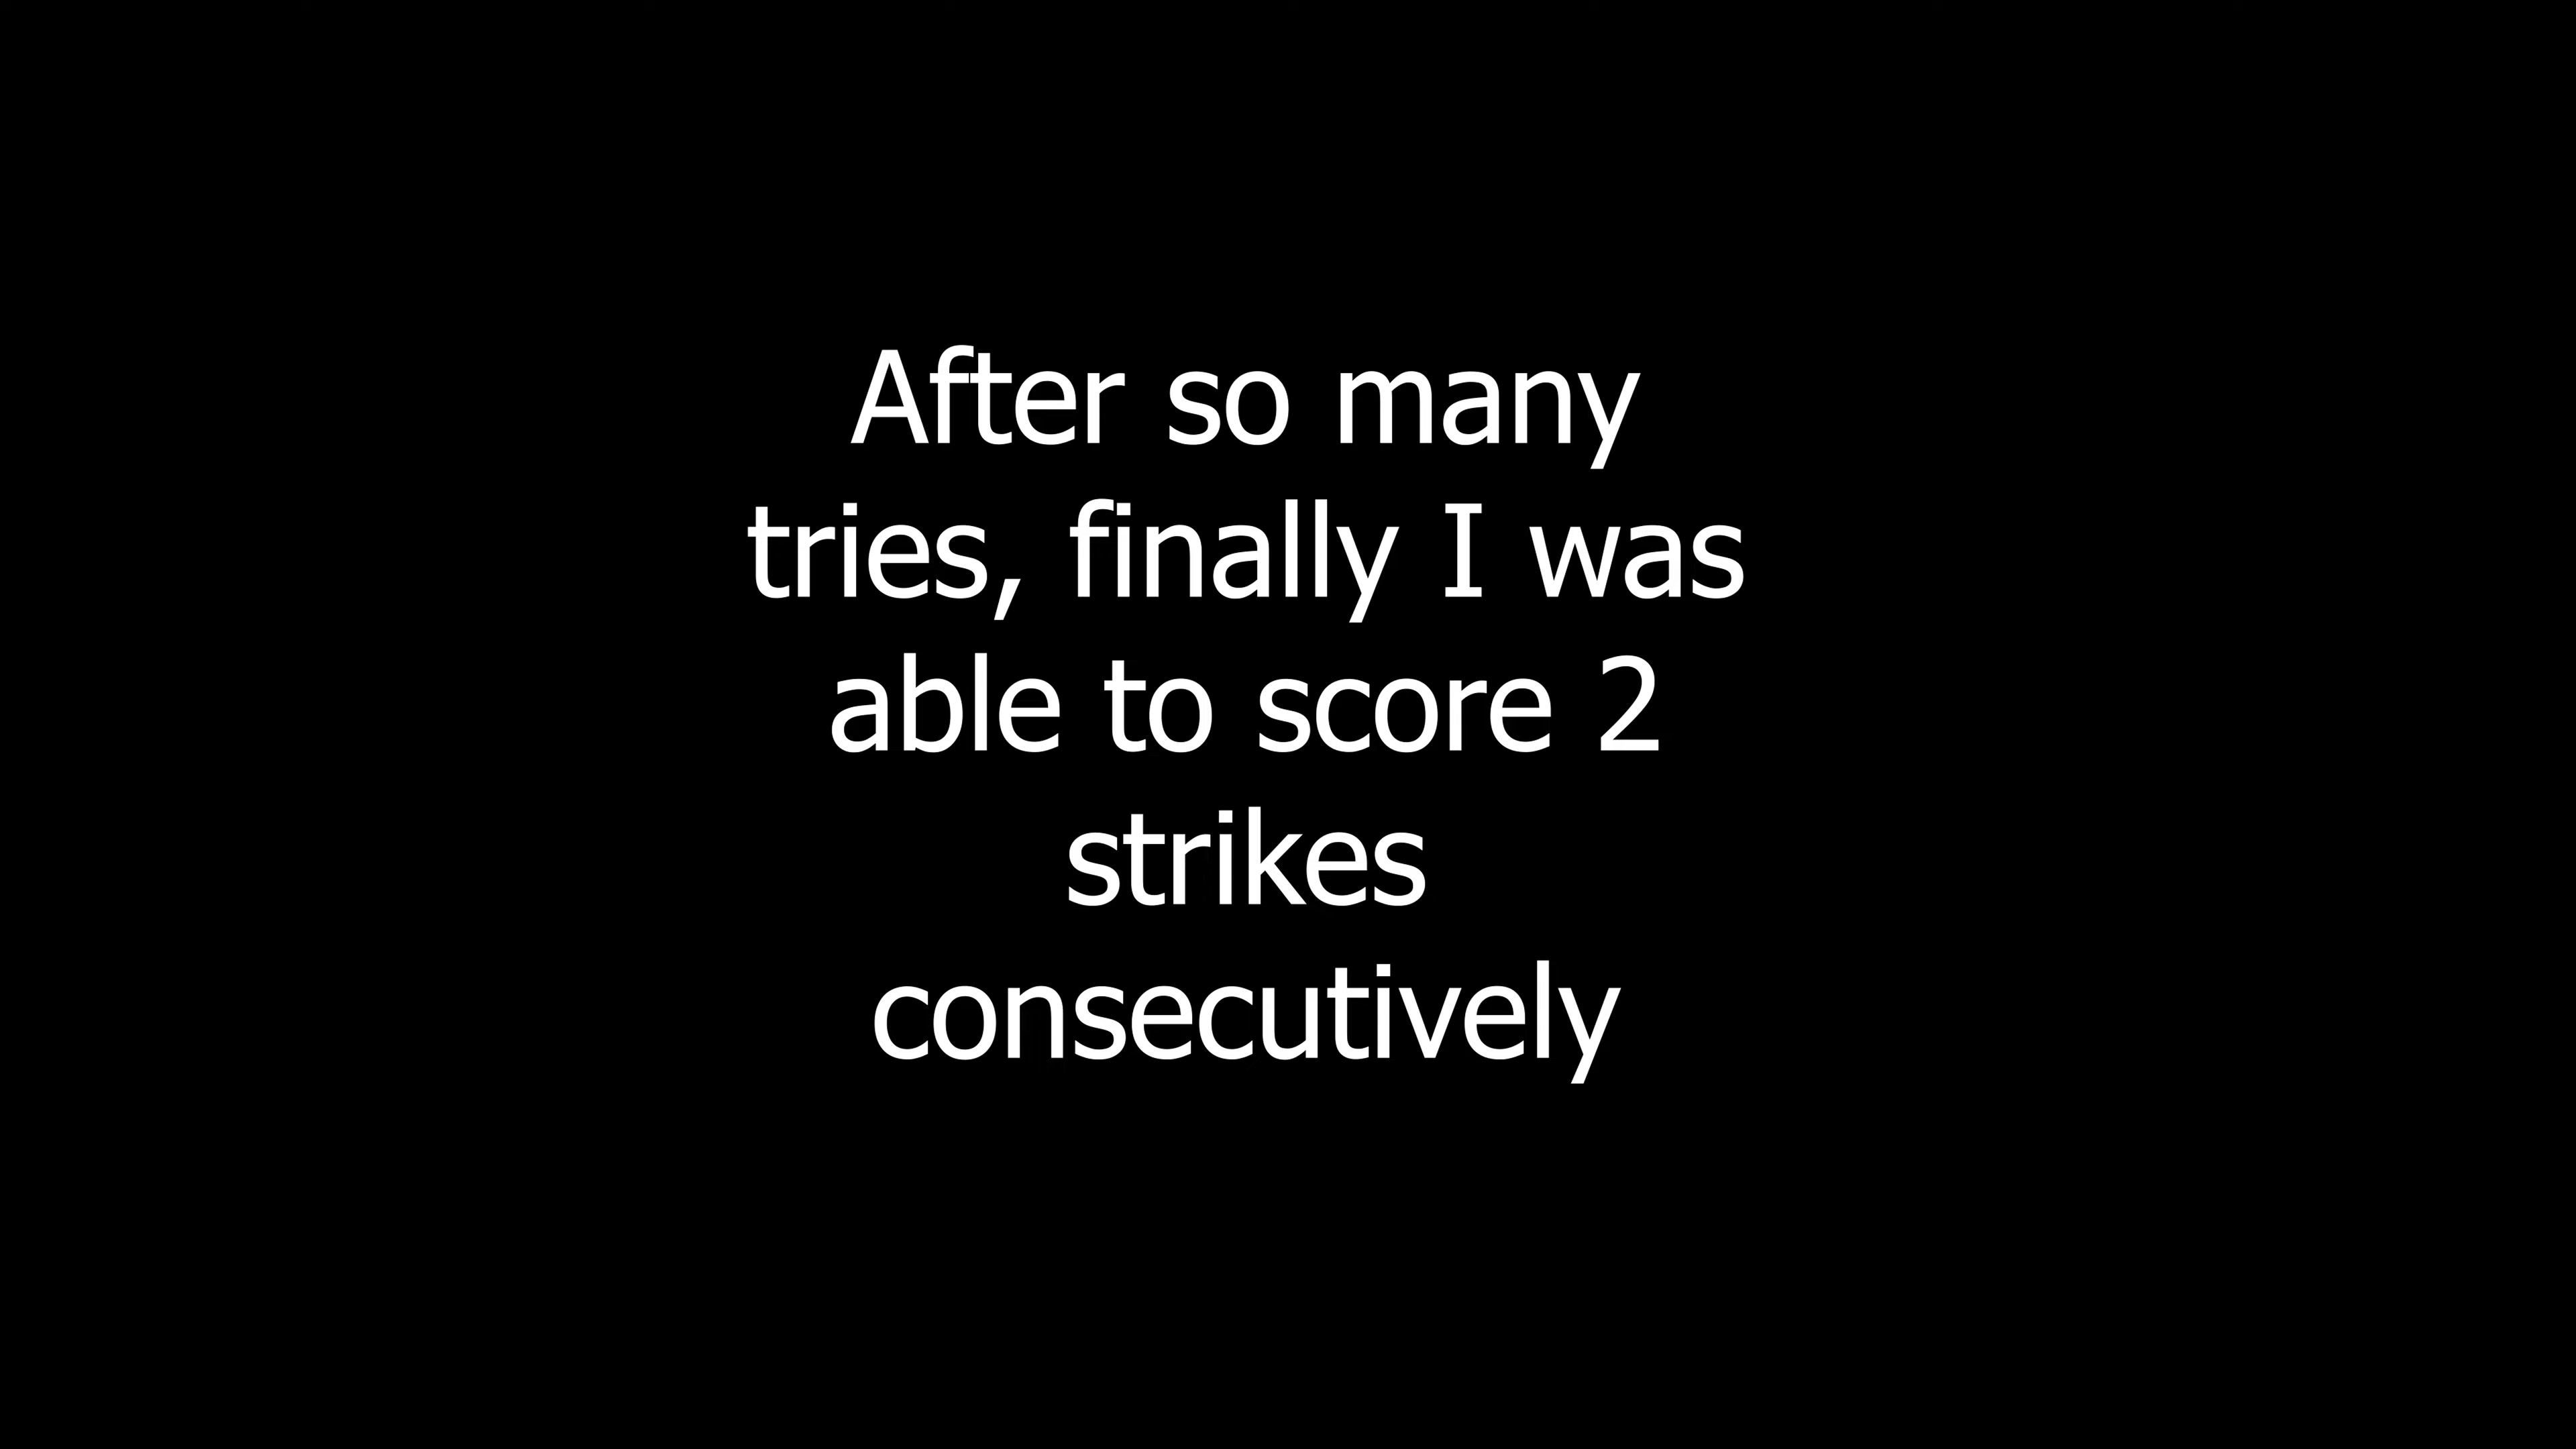 After so many
tries, finally I was
able to score 2
strikes
consecutively